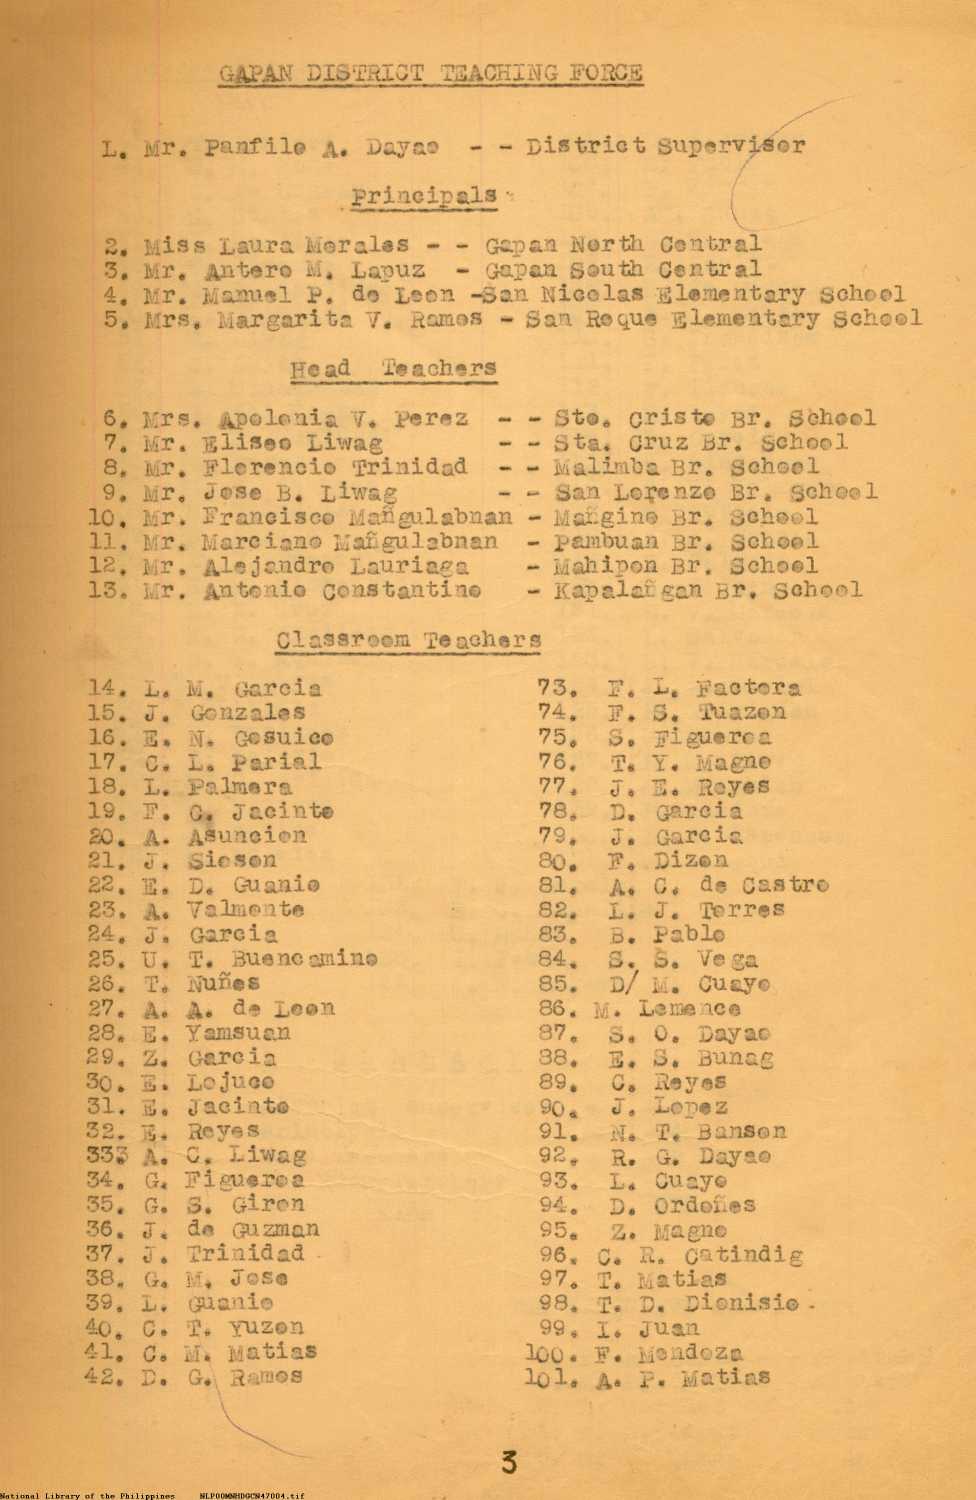 GAPAN DISTRICT TEACHING FORCE
1. Mr. Panfilo A. Dayao - - District Supervisor
Principals
2. Miss Laura Morales - - Gapan North Central
3. Mr. Antero M. Lapuz - Gapan South Central
4. Mr. Manuel P. de Leon -San Nicolas Elementary School
5. Mrs. Margarita V. Ramos - San Roque Elementary School
Head Teachers
6. Mrs. Apolonia V. Perez - - Sto. Cristo Br. School
7. Mr. Eliseo Liwag - - Sta. Cruz Br. School
8. Mr. Florencio Trinidad - - Malimba Br. School
9. Mr. Jose B. Liwag - - San Lorenzo Br. School
10. Mr. Francisco Mañgulabnan - Mañgino Br. School
11. Mr. Marciano Mañgulabnan - Pambuan Br. School
12. Mr. Alejandro Lauriaga - Mahipon Br. School
13. Mr. Antonio Constantino - Kapalañgan Br. School
Classroom Teachers
14. L. M. Garcia
15. J. Gonzales
16. E. N. Gosuico
17. C. L. Parial
18. L. Palmera
19. F. C. Jacinto
20. A. Asuncion
21. J. Sioson
22. E. D. Guanio
23. A. Valmonte
24. J. Garcia
25. U. T. Buencamino
26. T. Nuñes
27. A. A. de Leon
28. E. Yamsuan
29. Z. Garcia
30. E. Lojuco
31. E. Jacinto
32. E. Reyes
333 A. C. Liwag
34. G. Figueroa
35. G. S. Giron
36. J. de Guzman
37. J. Trinidad
38. G. M. Jose
39. L. Guanio
40. C. T. Yuzon
41. C. M. Matias
42. D. G. Ramos
73. F. L. Factora
74. F. S. Tuazon
75. S. Figueroa
76. T. Y. Magno
77. J. E. Reyes
78. D. Garcia
79. J. Garcia
80. F. Dizon
81. A. C. de Castro
82. L. J. Torres
83. B. Pablo
84. S. S. Vega
85. D/ M. Cuayo
86. M. Lomence
87. S. O. Dayao
88. E. S. Bunag
89. C. Reyes
90. J. Lopez
91. N. T. Banson
92. R. G. Dayao
93. L. Cuayo
94. D. Ordoñes
95. Z. Magno
96. C. R. Catindig
97. T. Matias
98. T. D. Dionisio.
99. I. Juan
100. F. Mendoza
101. A. P. Matias
3
National Library of the Philippines NLP00MNHDGCN47004.tif